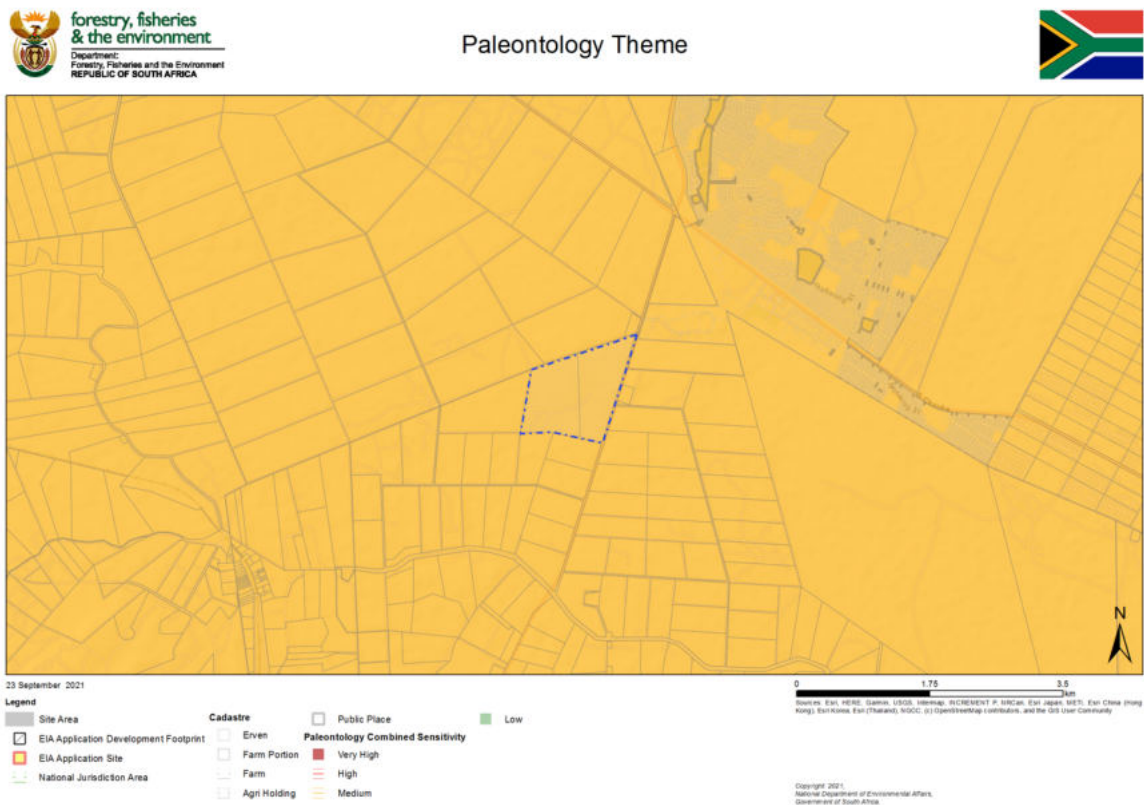 forestry, fisheries
& the environment
Department:
Forestry, Fisheries and the Environment
REPUBLIC OF SOUTH AFRICA
Paleontology Theme
N
23 September 2021
0 1.75 3.5
km
Sources: Esri, HERE, Garmin, USGS, Intermap, INCREMENT P, NRCan, Esri Japan, METI, Esri China (Hong
Kong), Esri Korea, Esri (Thailand), NGCC, (c) OpenStreetMap contributors, and the GIS User Community
Legend
Site Area
EIA Application Development Footprint
EIA Application Site
National Jurisdiction Area
Cadastre
Erven
Farm Portion
Farm
Agri Holding
Public Place
Paleontology Combined Sensitivity
Very High
High
Medium
Low
Copyright 2021,
National Department of Environmental Affairs,
Government of South Africa